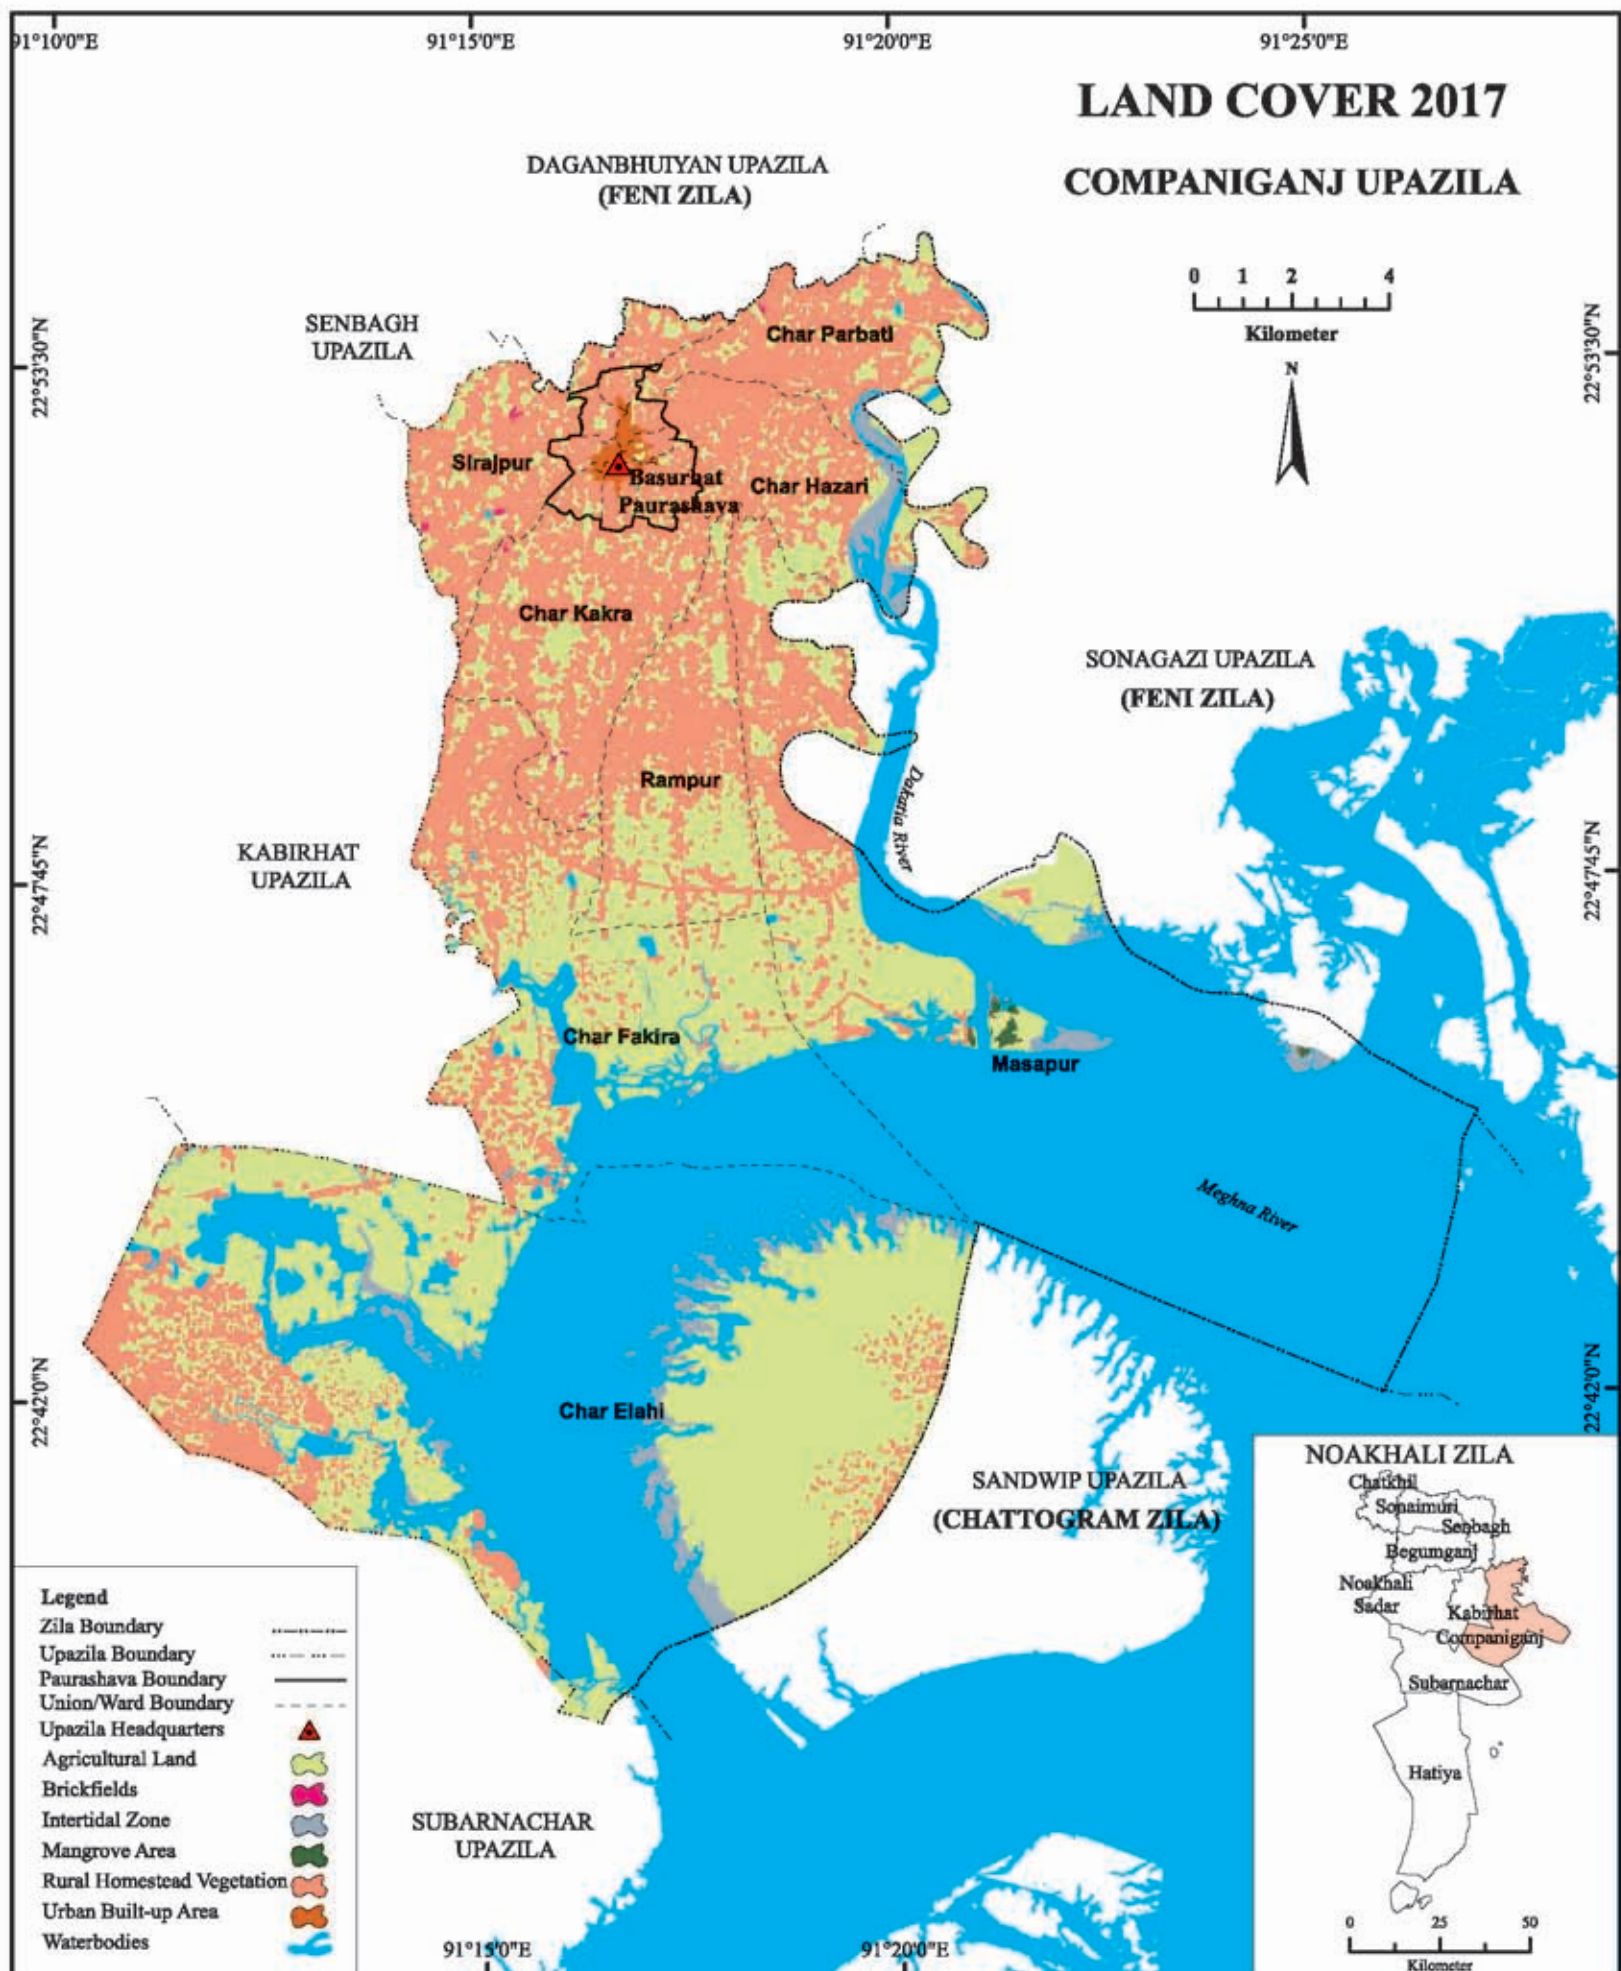 91°10'0"E
91°15'0"E
91°20'0"E
91°25'0"E
LAND COVER 2017
COMPANIGANJ UPAZILA
DAGANBHUIYAN UPAZILA
(FENI ZILA)
0 1 2 4
Kilometer
N
SENBAGH
UPAZILA
22°53'30"N
22°53'30"N
Char Parbati
Sirajpur
Basurhat
Paurashava
Char Hazari
Char Kakra
SONAGAZI UPAZILA
(FENI ZILA)
Rampur
Dakatia River
KABIRHAT
UPAZILA
22°47'45"N
22°47'45"N
Char Fakira
Masapur
Meghna River
22°42'0"N
22°42'0"N
Char Elahi
SANDWIP UPAZILA
(CHATTOGRAM ZILA)
SUBARNACHAR
UPAZILA
91°15'0"E
91°20'0"E
Legend
Zila Boundary
Upazila Boundary
Paurashava Boundary
Union/Ward Boundary
Upazila Headquarters
Agricultural Land
Brickfields
Intertidal Zone
Mangrove Area
Rural Homestead Vegetation
Urban Built-up Area
Waterbodies
NOAKHALI ZILA
Chatkhil
Sonaimuri
Senbagh
Begumganj
Noakhali
Sadar
Kabirhat
Companiganj
Subarnachar
Hatiya
0 25 50
Kilometer